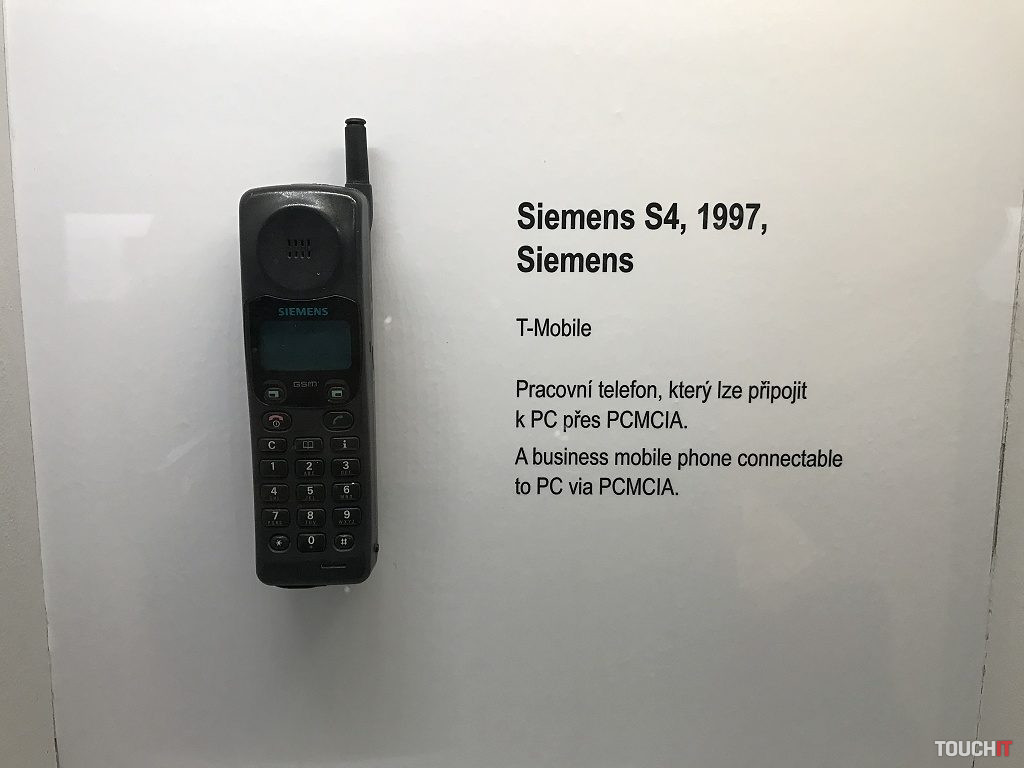 SIEMENS
GSM
C i
1 2 3
4 5 6
7 8 9
* 0 #
Siemens S4, 1997,
Siemens
T-Mobile
Pracovní telefon, který lze připojit
k PC přes PCMCIA.
A business mobile phone connectable
to PC via PCMCIA.
TOUCHIT